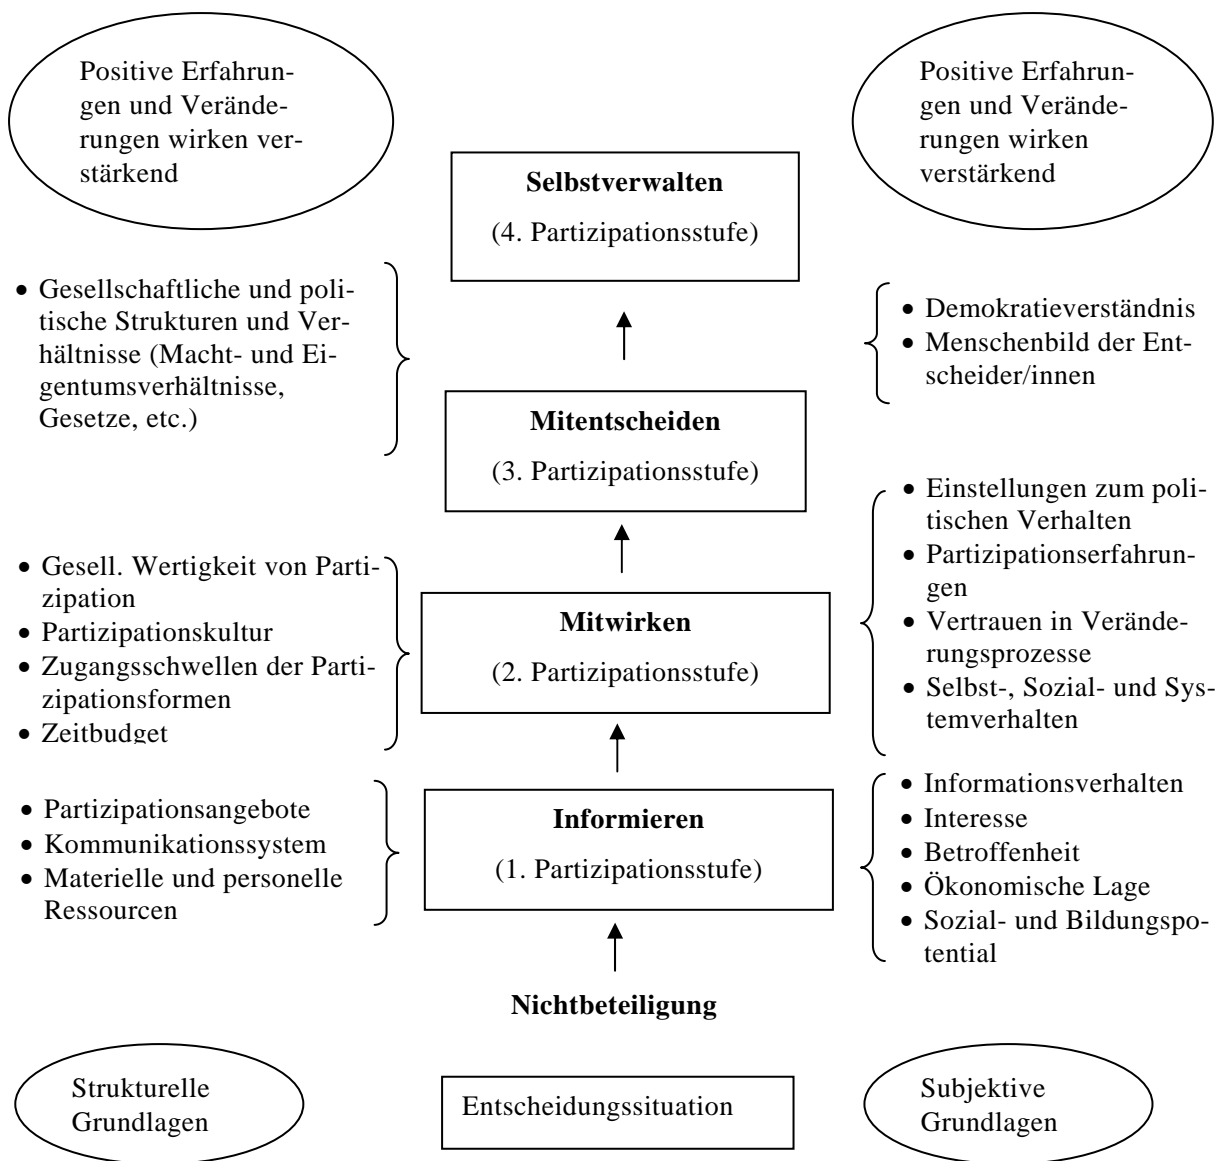 Positive Erfahrun-
gen und Verände-
rungen wirken ver-
stärkend
Positive Erfahrun-
gen und Verände-
rungen wirken
verstärkend
Selbstverwalten
(4. Partizipationsstufe)
• Gesellschaftliche und poli-
tische Strukturen und Ver-
hältnisse (Macht- und Ei-
gentumsverhältnisse,
Gesetze, etc.)
• Demokratieverständnis
• Menschenbild der Ent-
scheider/innen
Mitentscheiden
(3. Partizipationsstufe)
• Gesell. Wertigkeit von Parti-
zipation
• Partizipationskultur
• Zugangsschwellen der Parti-
zipationsformen
• Zeitbudget
Mitwirken
(2. Partizipationsstufe)
• Einstellungen zum poli-
tischen Verhalten
• Partizipationserfahrun-
gen
• Vertrauen in Verände-
rungsprozesse
• Selbst-, Sozial- und Sys-
temverhalten
• Partizipationsangebote
• Kommunikationssystem
• Materielle und personelle
Ressourcen
Informieren
(1. Partizipationsstufe)
• Informationsverhalten
• Interesse
• Betroffenheit
• Ökonomische Lage
• Sozial- und Bildungspo-
tential
Nichtbeteiligung
Strukturelle
Grundlagen
Entscheidungssituation
Subjektive
Grundlagen